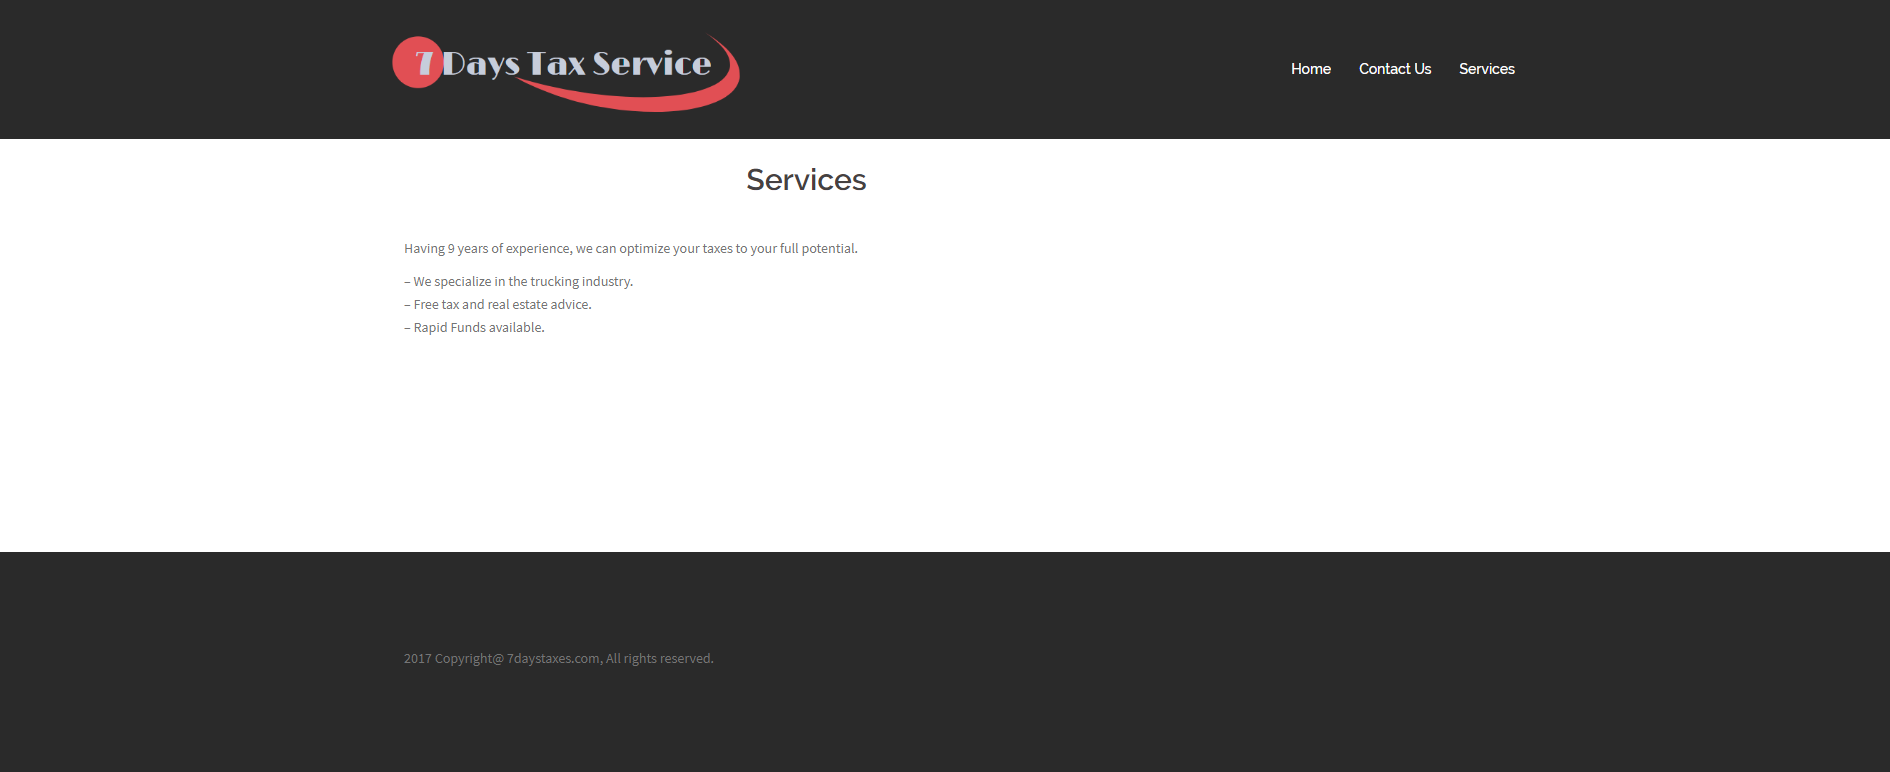 7 Days Tax Service
Home Contact Us Services
Services
Having 9 years of experience, we can optimize your taxes to your full potential.
– We specialize in the trucking industry.
– Free tax and real estate advice.
– Rapid Funds available.
2017 Copyright@ 7daystaxes.com, All rights reserved.